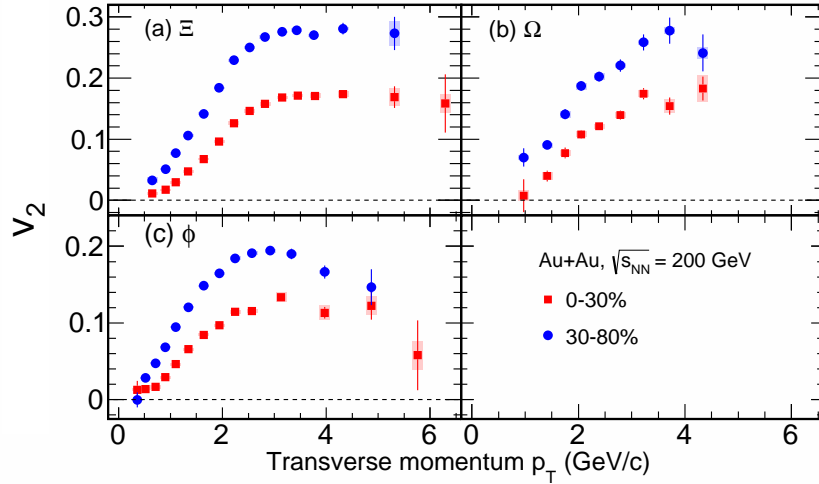 0.3
0.2
0.1
0
(a) Ξ
(b) Ω
v2
0.2
0.1
0
(c) ϕ
Au+Au, √sNN = 200 GeV
0-30%
30-80%
0 2 4 6 0 2 4 6
Transverse momentum pT (GeV/c)